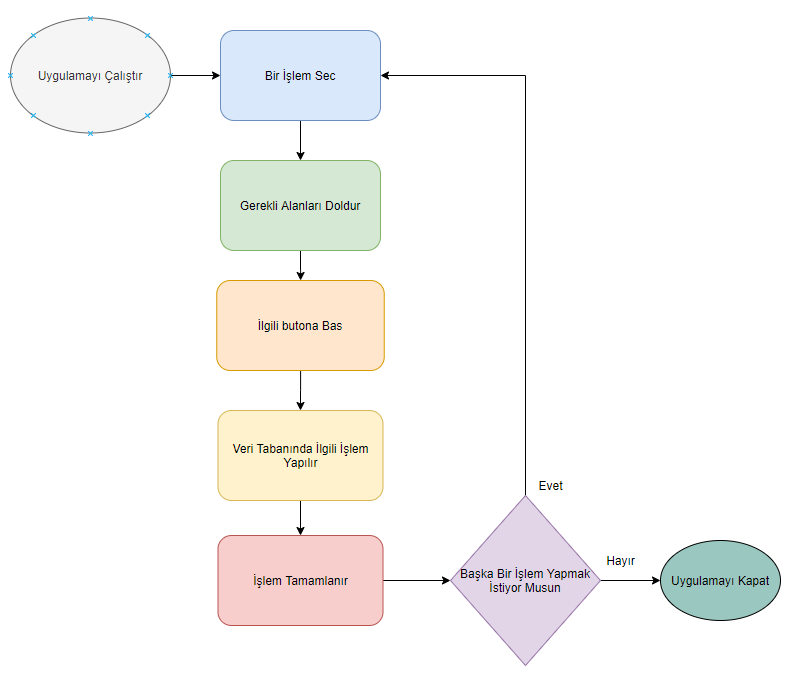 Uygulamayı Çalıştır
Bir İşlem Sec
Gerekli Alanları Doldur
İlgili butona Bas
Veri Tabanında İlgili İşlem
Yapılır
İşlem Tamamlanır
Evet
Başka Bir İşlem Yapmak
İstiyor Musun
Hayır
Uygulamayı Kapat